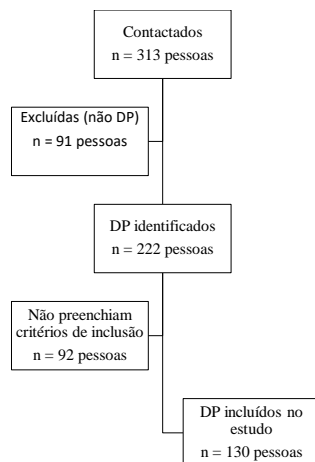 Contactados
n = 313 pessoas
Excluídas (não DP)
n = 91 pessoas
DP identificados
n = 222 pessoas
Não preenchiam
critérios de inclusão
n = 92 pessoas
DP incluídos no
estudo
n = 130 pessoas